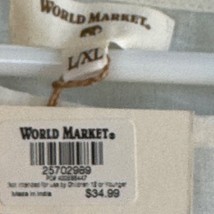 WORLD MARKET
L/XL
WORLD MARKET®
25702989
Not intended for use by Children 12 or Younger
Made in India
$34.99